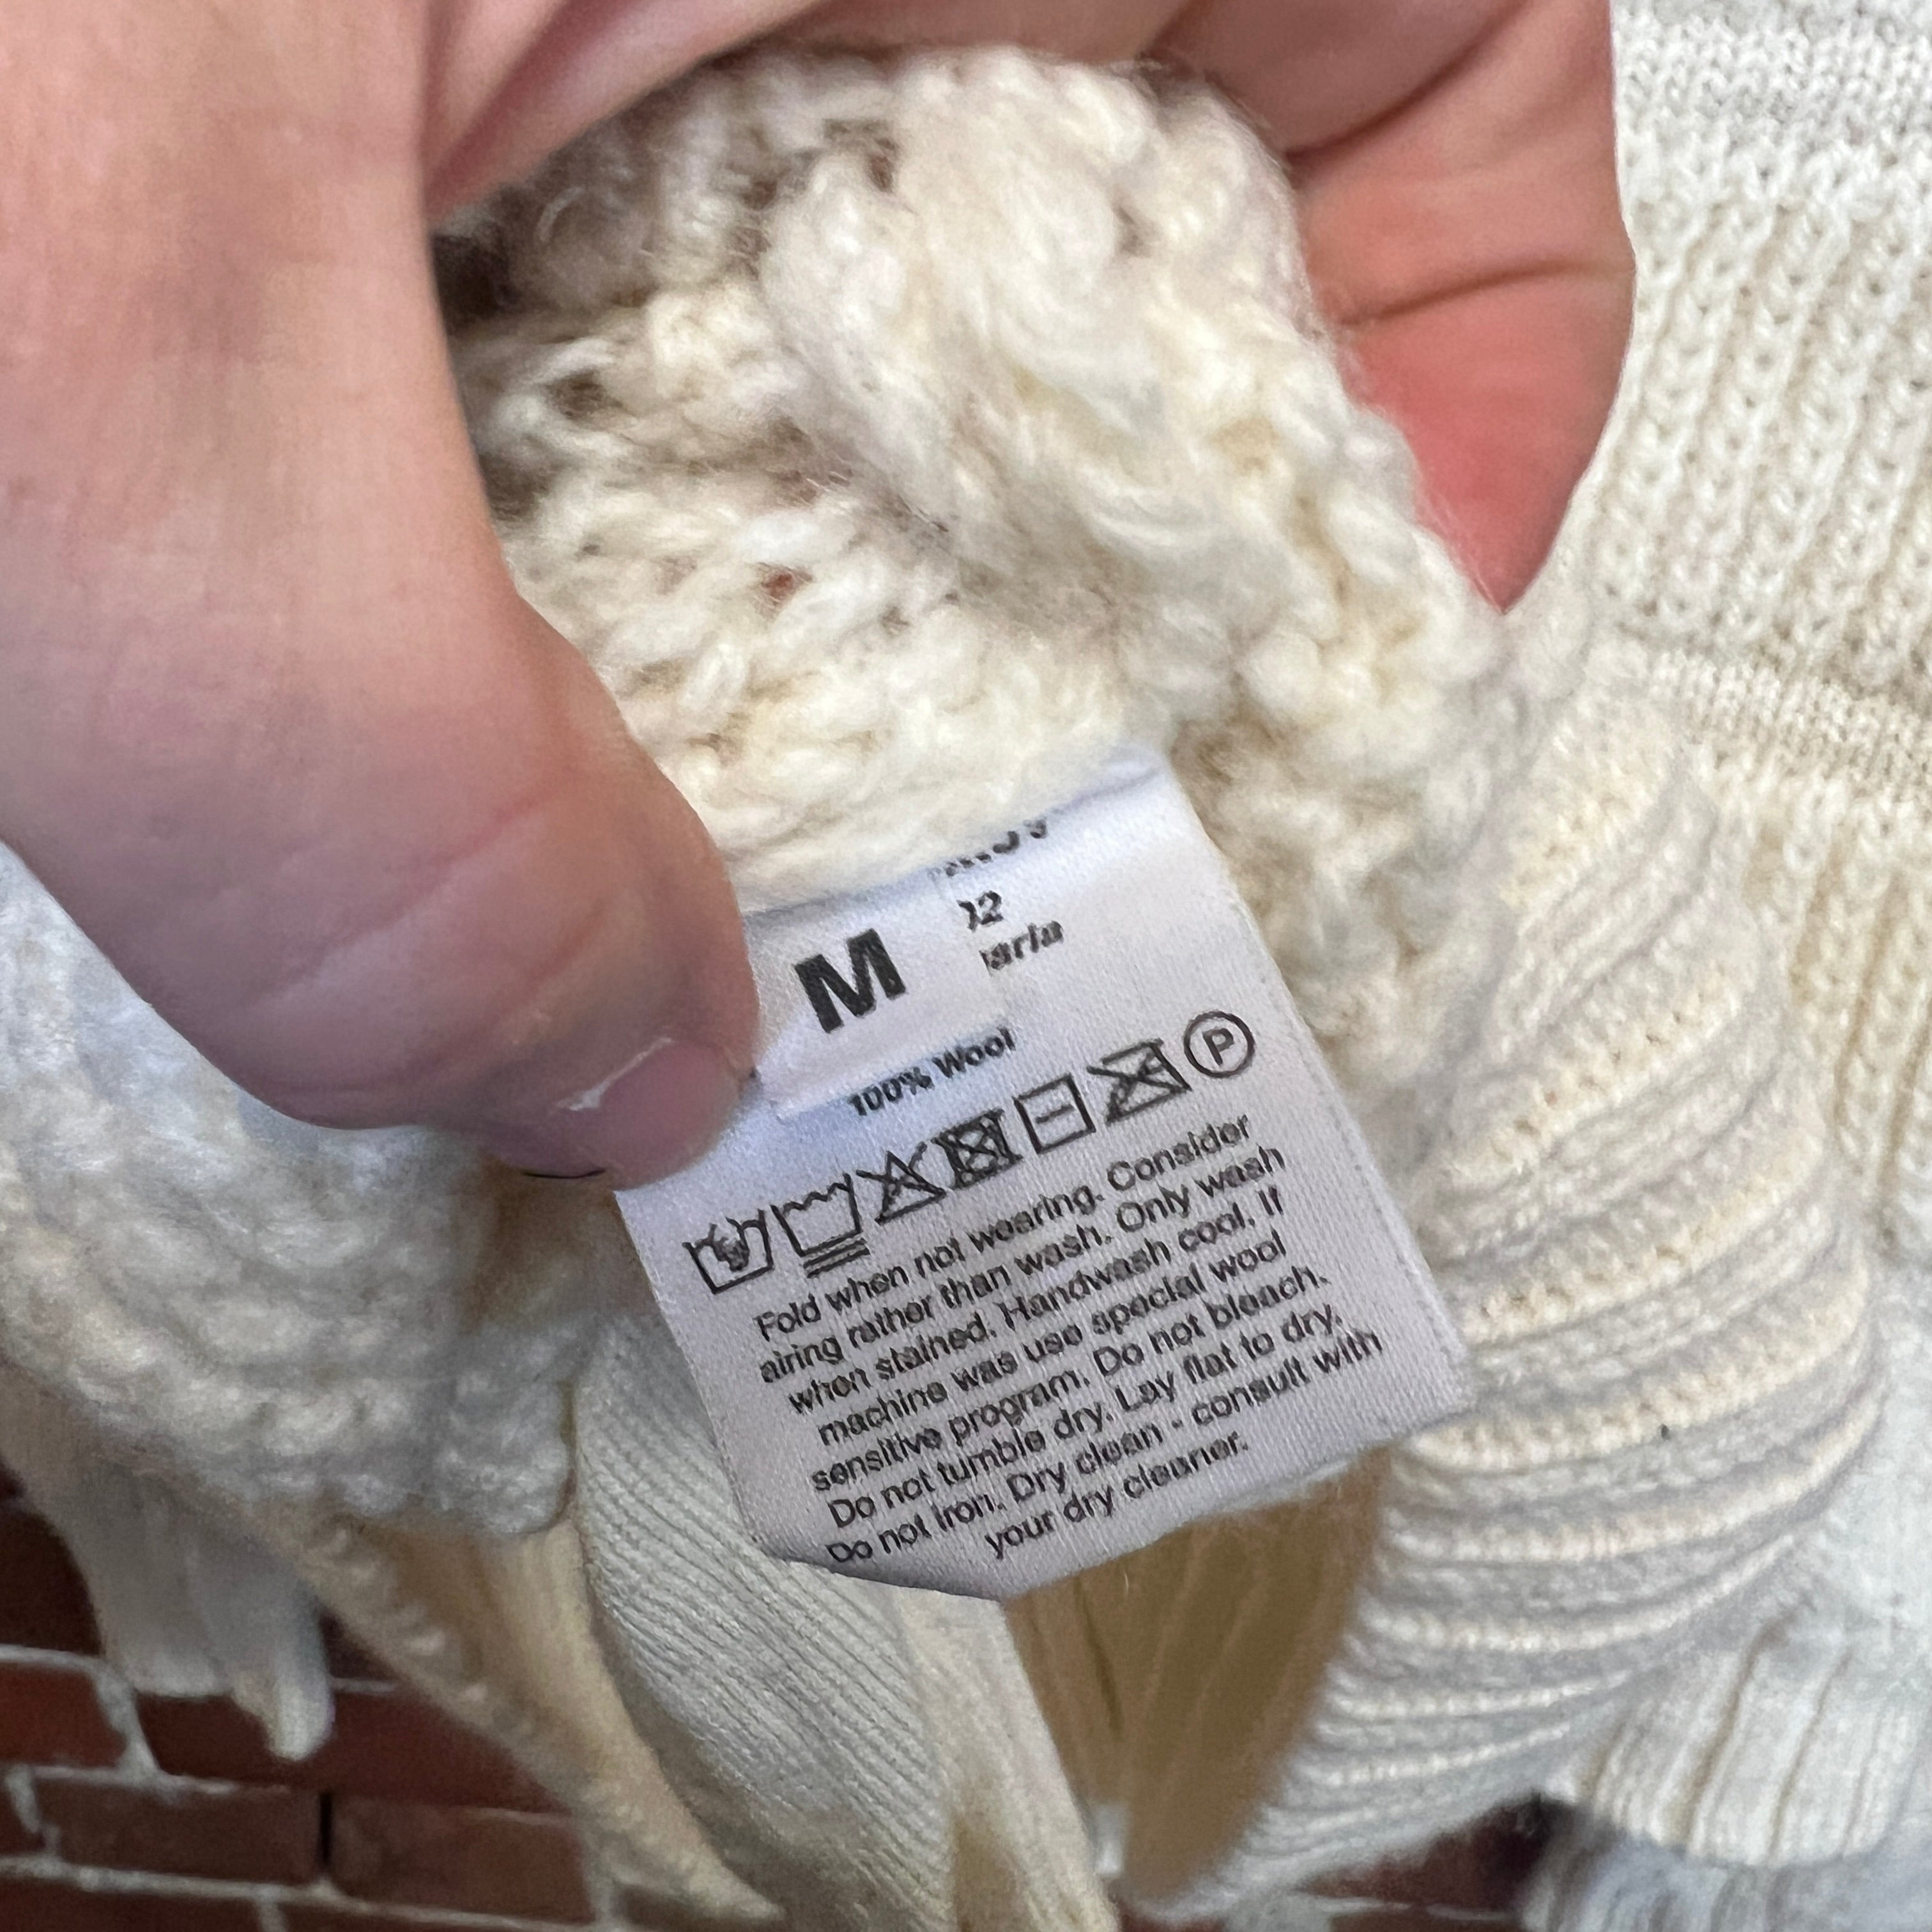 M
100% Wool
P
Fold when not wearing. Consider
airing rather than wash. Only wash
when stained. Handwash cool. If
machine was use special wool
sensitive program. Do not bleach.
Do not tumble dry. Lay flat to dry.
Do not iron. Dry clean - consult with
your dry cleaner.